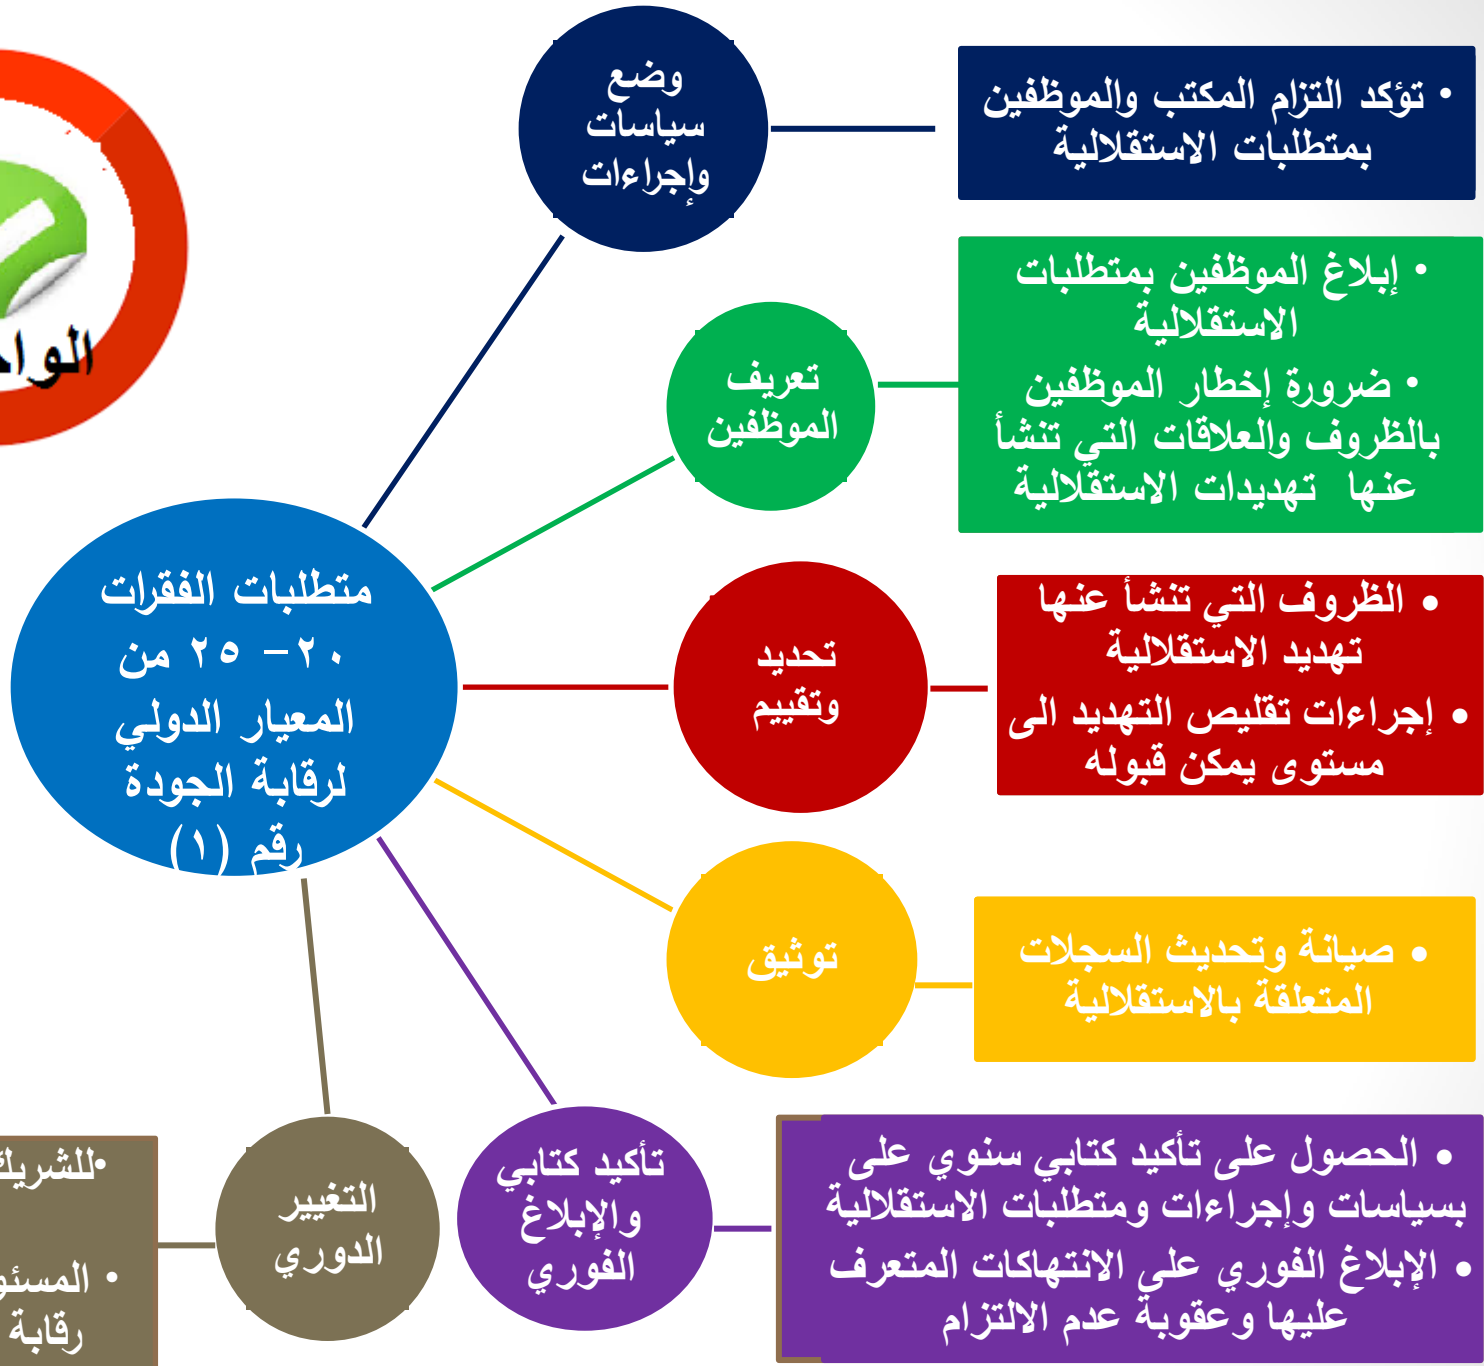 وضع
سياسات
وإجراءات
• تؤكد التزام المكتب والموظفين
بمتطلبات الاستقلالية
تعريف
الموظفين
• إبلاغ الموظفين بمتطلبات
الاستقلالية
• ضرورة إخطار الموظفين
بالظروف والعلاقات التي تنشأ
عنها تهديدات الاستقلالية
متطلبات الفقرات
٢٠– ٢٥ من
المعيار الدولي
لرقابة الجودة
رقم (١)
تحديد
وتقييم
• الظروف التي تنشأ عنها
تهديد الاستقلالية
• إجراءات تقليص التهديد الى
مستوى يمكن قبوله
توثيق
• صيانة وتحديث السجلات
المتعلقة بالاستقلالية
تأكيد كتابي
والإبلاغ
الفوري
• الحصول على تأكيد كتابي سنوي على
بسياسات وإجراءات ومتطلبات الاستقلالية
• الإبلاغ الفوري على الانتهاكات المتعرف
عليها وعقوبة عدم الالتزام
التغيير
الدوري
•للشريك
•
رقابة